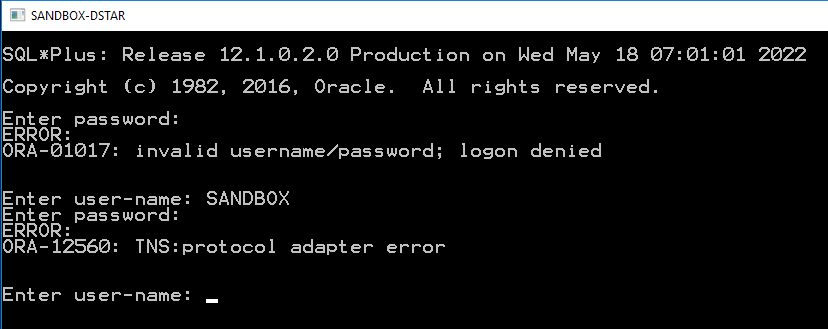 SANDBOX-DSTAR
SQL*Plus: Release 12.1.0.2.0 Production on Wed May 18 07:01:01 2022
Copyright (c) 1982, 2016, Oracle.  All rights reserved.
Enter password:
ERROR:
ORA-01017: invalid username/password; logon denied
Enter user-name: SANDBOX
Enter password:
ERROR:
ORA-12560: TNS:protocol adapter error
Enter user-name: